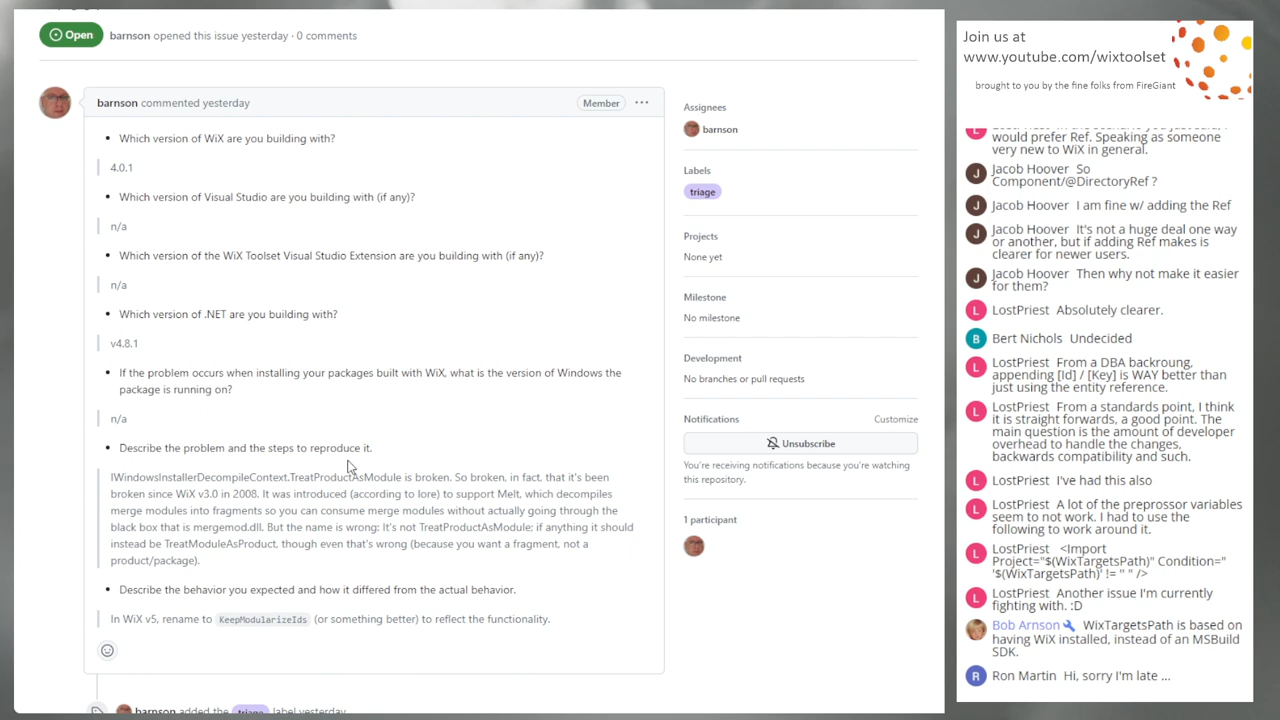 Open
barnson opened this issue yesterday · 0 comments
barnson commented yesterday
Member
Which version of WiX are you building with?
4.0.1
Which version of Visual Studio are you building with (if any)?
n/a
Which version of the WiX Toolset Visual Studio Extension are you building with (if any)?
n/a
Which version of .NET are you building with?
v4.8.1
If the problem occurs when installing your packages built with WiX, what is the version of Windows the
package is running on?
n/a
Describe the problem and the steps to reproduce it.
IWindowsInstallerDecompileContext.TreatProductAsModule is broken. So broken, in fact, that it's been
broken since WiX v3.0 in 2008. It was introduced (according to lore) to support Melt, which decompiles
merge modules into fragments so you can consume merge modules without actually going through the
black box that is mergemod.dll. But the name is wrong: It's not TreatProductAsModule; if anything it should
instead be TreatModuleAsProduct, though even that's wrong (because you want a fragment, not a
product/package).
Describe the behavior you expected and how it differed from the actual behavior.
In WiX v5, rename to KeepModularizeIds (or something better) to reflect the functionality.
barnson added the triage label yesterday
Assignees
barnson
Labels
triage
Projects
None yet
Milestone
No milestone
Development
No branches or pull requests
Notifications
Customize
Unsubscribe
You're receiving notifications because you're watching
this repository.
1 participant
Join us at
www.youtube.com/wixtoolset
brought to you by the fine folks from FireGiant
would prefer Ref. Speaking as someone
very new to WiX in general.
Jacob Hoover So
Component/@DirectoryRef ?
Jacob Hoover I am fine w/ adding the Ref
Jacob Hoover It's not a huge deal one way
or another, but if adding Ref makes is
clearer for newer users.
Jacob Hoover Then why not make it easier
for them?
LostPriest Absolutely clearer.
Bert Nichols Undecided
LostPriest From a DBA backroung,
appending [Id] / [Key] is WAY better than
just using the entity reference.
LostPriest From a standards point, I think
it is straight forwards, a good point. The
main question is the amount of developer
overhead to handle the changes,
backwards compatibility and such.
LostPriest I've had this also
LostPriest A lot of the preprossor variables
seem to not work. I had to use the
following to work around it.
LostPriest <Import
Project="$(WixTargetsPath)" Condition="
'$(WixTargetsPath)' != '' " />
LostPriest Another issue I'm currently
fighting with. :D
Bob Arnson WixTargetsPath is based on
having WiX installed, instead of an MSBuild
SDK.
Ron Martin Hi, sorry I'm late ...